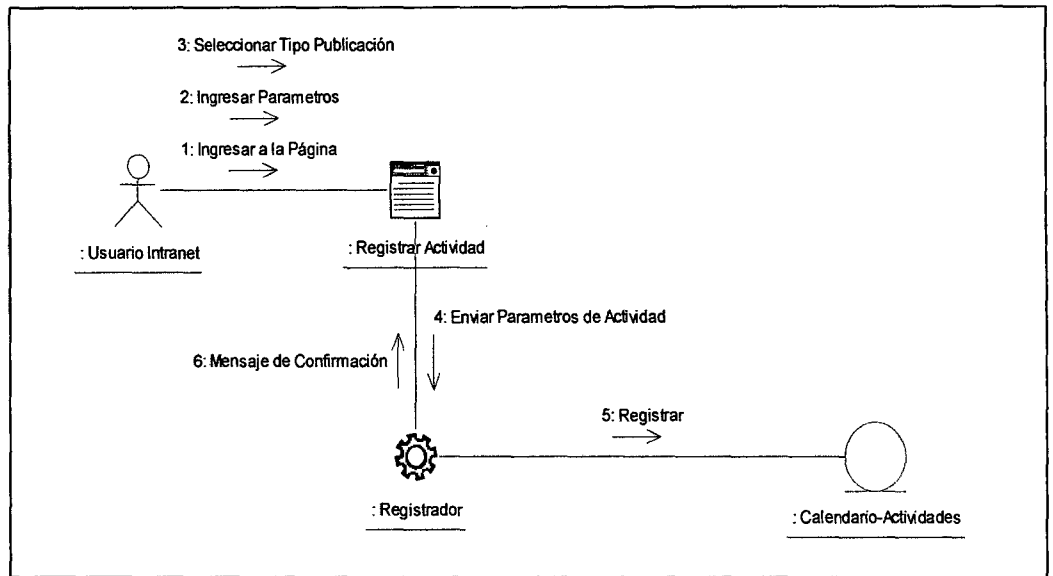 3: Seleccionar Tipo Publicación
2: Ingresar Parametros
1: Ingresar a la Página
: Usuario Intranet
: Registrar Actividad
4: Enviar Parametros de Actividad
6: Mensaje de Confirmación
5: Registrar
: Registrador
: Calendario-Actividades